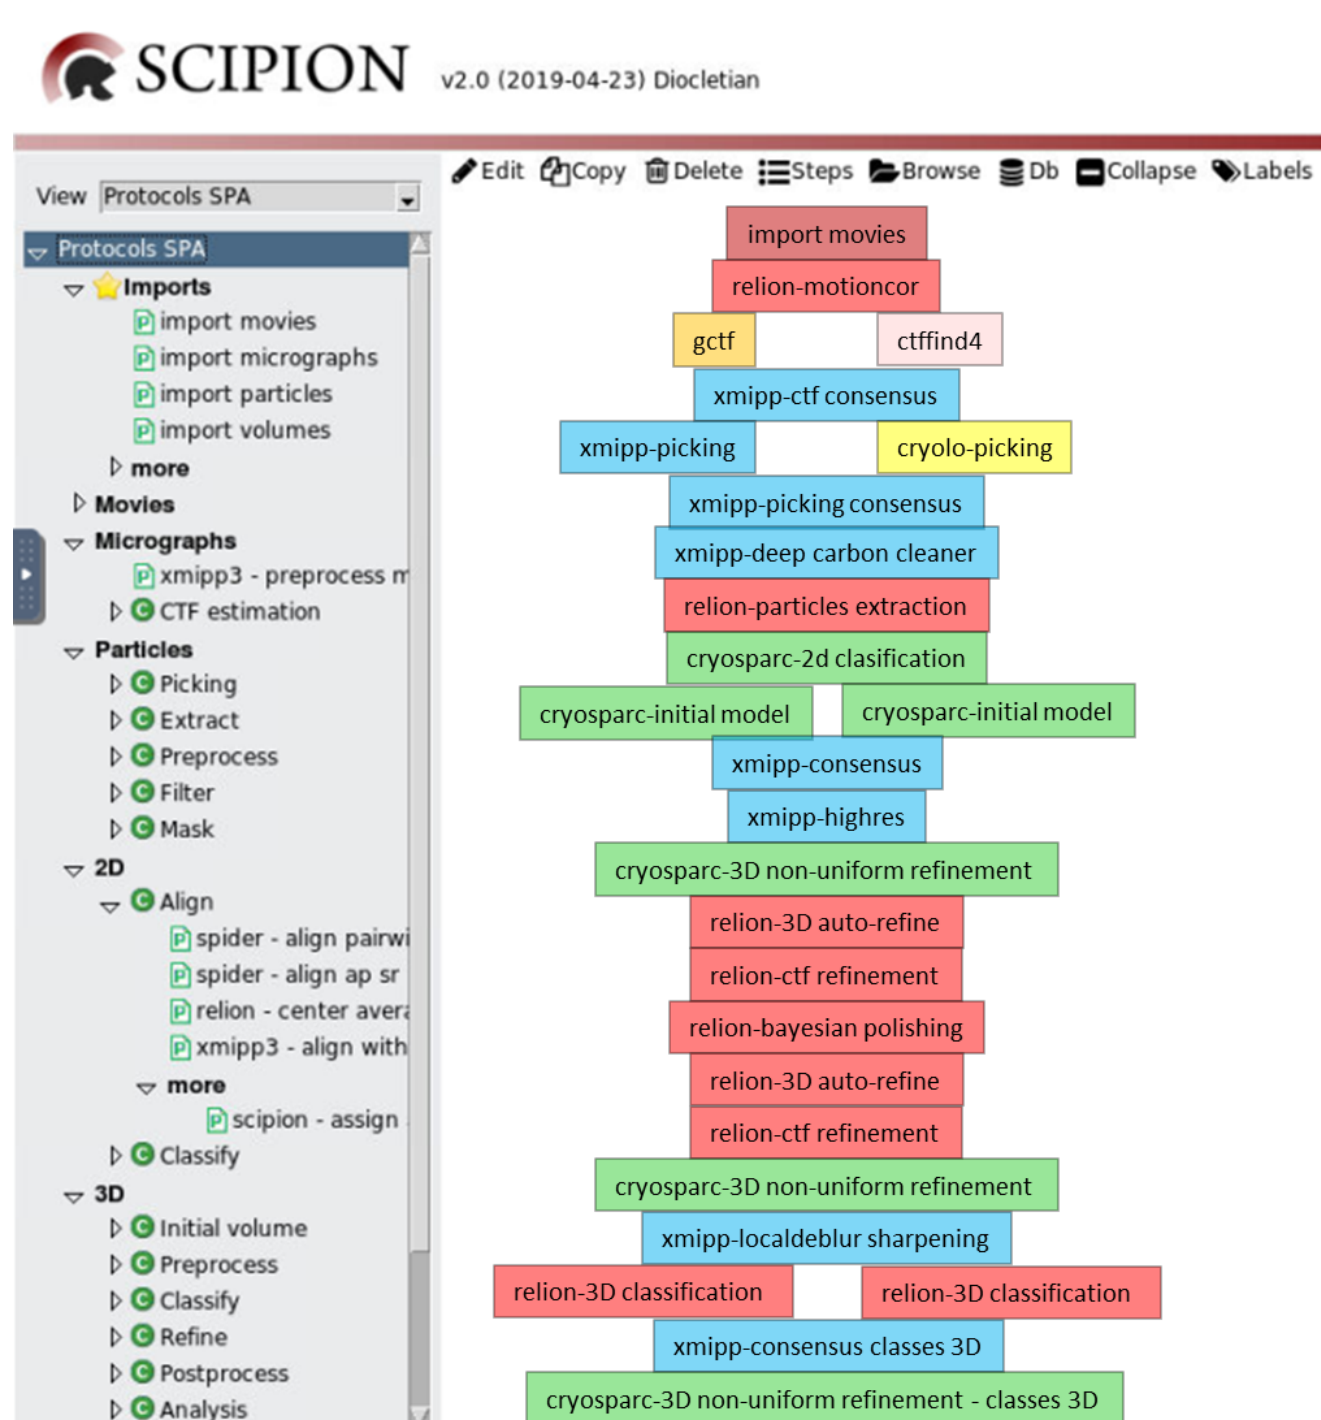 SCIPION v2.0 (2019-04-23) Diocletian
Edit Copy Delete Steps Browse Db Collapse Labels
View Protocols SPA
Protocols SPA
Imports
import movies
import micrographs
import particles
import volumes
more
Movies
Micrographs
xmipp3 - preprocess m
CTF estimation
Particles
Picking
Extract
Preprocess
Filter
Mask
2D
Align
spider - align pairwi
spider - align ap sr
relion - center avera
xmipp3 - align with
more
scipion - assign
Classify
3D
Initial volume
Preprocess
Classify
Refine
Postprocess
Analysis
import movies
relion-motioncor
gctf ctffind4
xmipp-ctf consensus
xmipp-picking cryolo-picking
xmipp-picking consensus
xmipp-deep carbon cleaner
relion-particles extraction
cryosparc-2d clasification
cryosparc-initial model cryosparc-initial model
xmipp-consensus
xmipp-highres
cryosparc-3D non-uniform refinement
relion-3D auto-refine
relion-ctf refinement
relion-bayesian polishing
relion-3D auto-refine
relion-ctf refinement
cryosparc-3D non-uniform refinement
xmipp-localdeblur sharpening
relion-3D classification relion-3D classification
xmipp-consensus classes 3D
cryosparc-3D non-uniform refinement - classes 3D